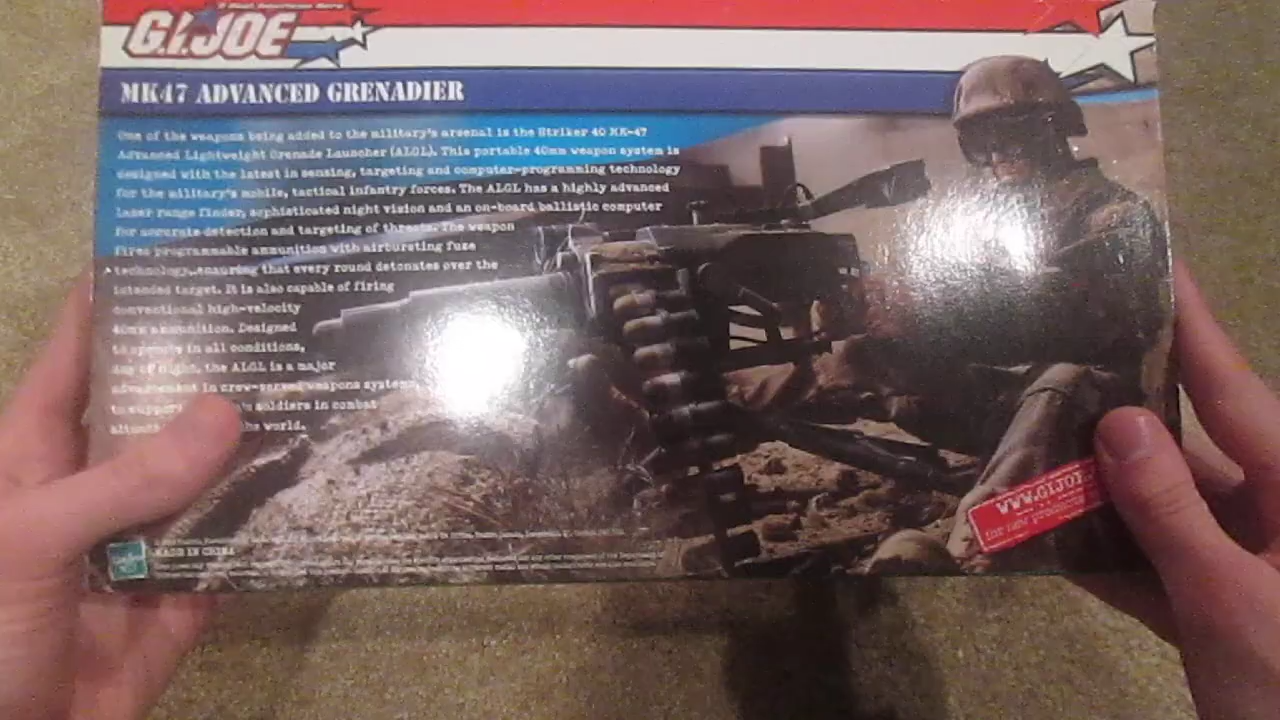 A Real American Hero
G.I. JOE
MK47 ADVANCED GRENADIER
One of the weapons being added to the military's arsenal is the Striker 40 MK-47
Advanced Lightweight Grenade Launcher (ALGL). This portable 40mm weapon system is
designed with the latest in sensing, targeting and computer-programming technology
for the military's mobile, tactical infantry forces. The ALGL has a highly advanced
laser range finder, sophisticated night vision and an on-board ballistic computer
for accurate detection and targeting of threats. The weapon
fires programmable ammunition with airbursting fuze
technology, ensuring that every round detonates over the
intended target. It is also capable of firing
conventional high-velocity
40mm ammunition. Designed
to operate in all conditions,
day or night, the ALGL is a major
advancement in crew-served weapons systems
to support soldiers in combat
the world.
WWW.GIJOE
MADE IN CHINA